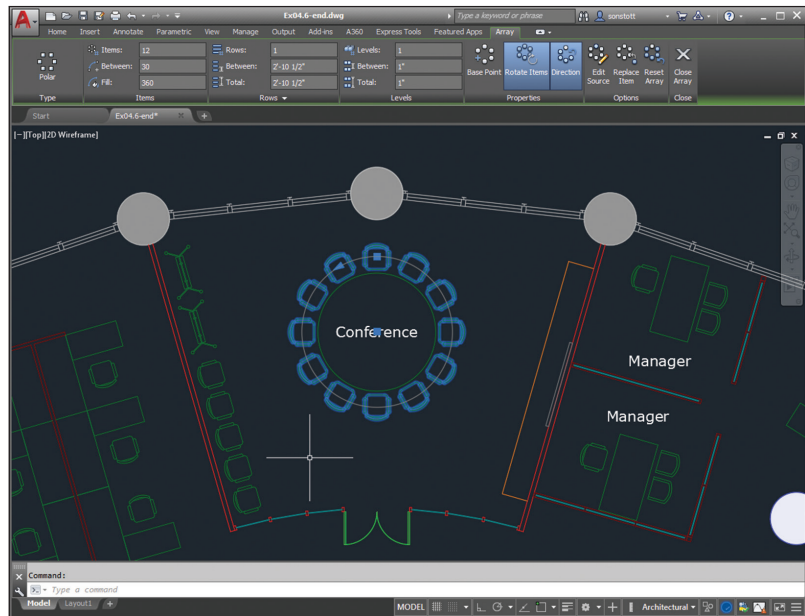 Ex04.6-end.dwg
Type a keyword or phrase
sonstott
Home Insert Annotate Parametric View Manage Output Add-ins A360 Express Tools Featured Apps Array
Items: 12 Rows: 1 Levels: 1
Between: 30 Between: 2'-10 1/2" Between: 1"
Fill: 360 Total: 2'-10 1/2" Total: 1"
Polar
Base Point Rotate Items Direction
Edit Source Replace Item Reset Array Close Array
Type Items Rows Levels Properties Options Close
Start Ex04.6-end*
[−][Top][2D Wireframe]
Conference
Manager
Manager
Command:
Type a command
Model Layout1 +
MODEL Architectural